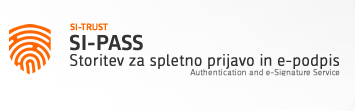 SI-TRUST
SI-PASS
Storitev za spletno prijavo in e-podpis
Authentication and e-Signature Service